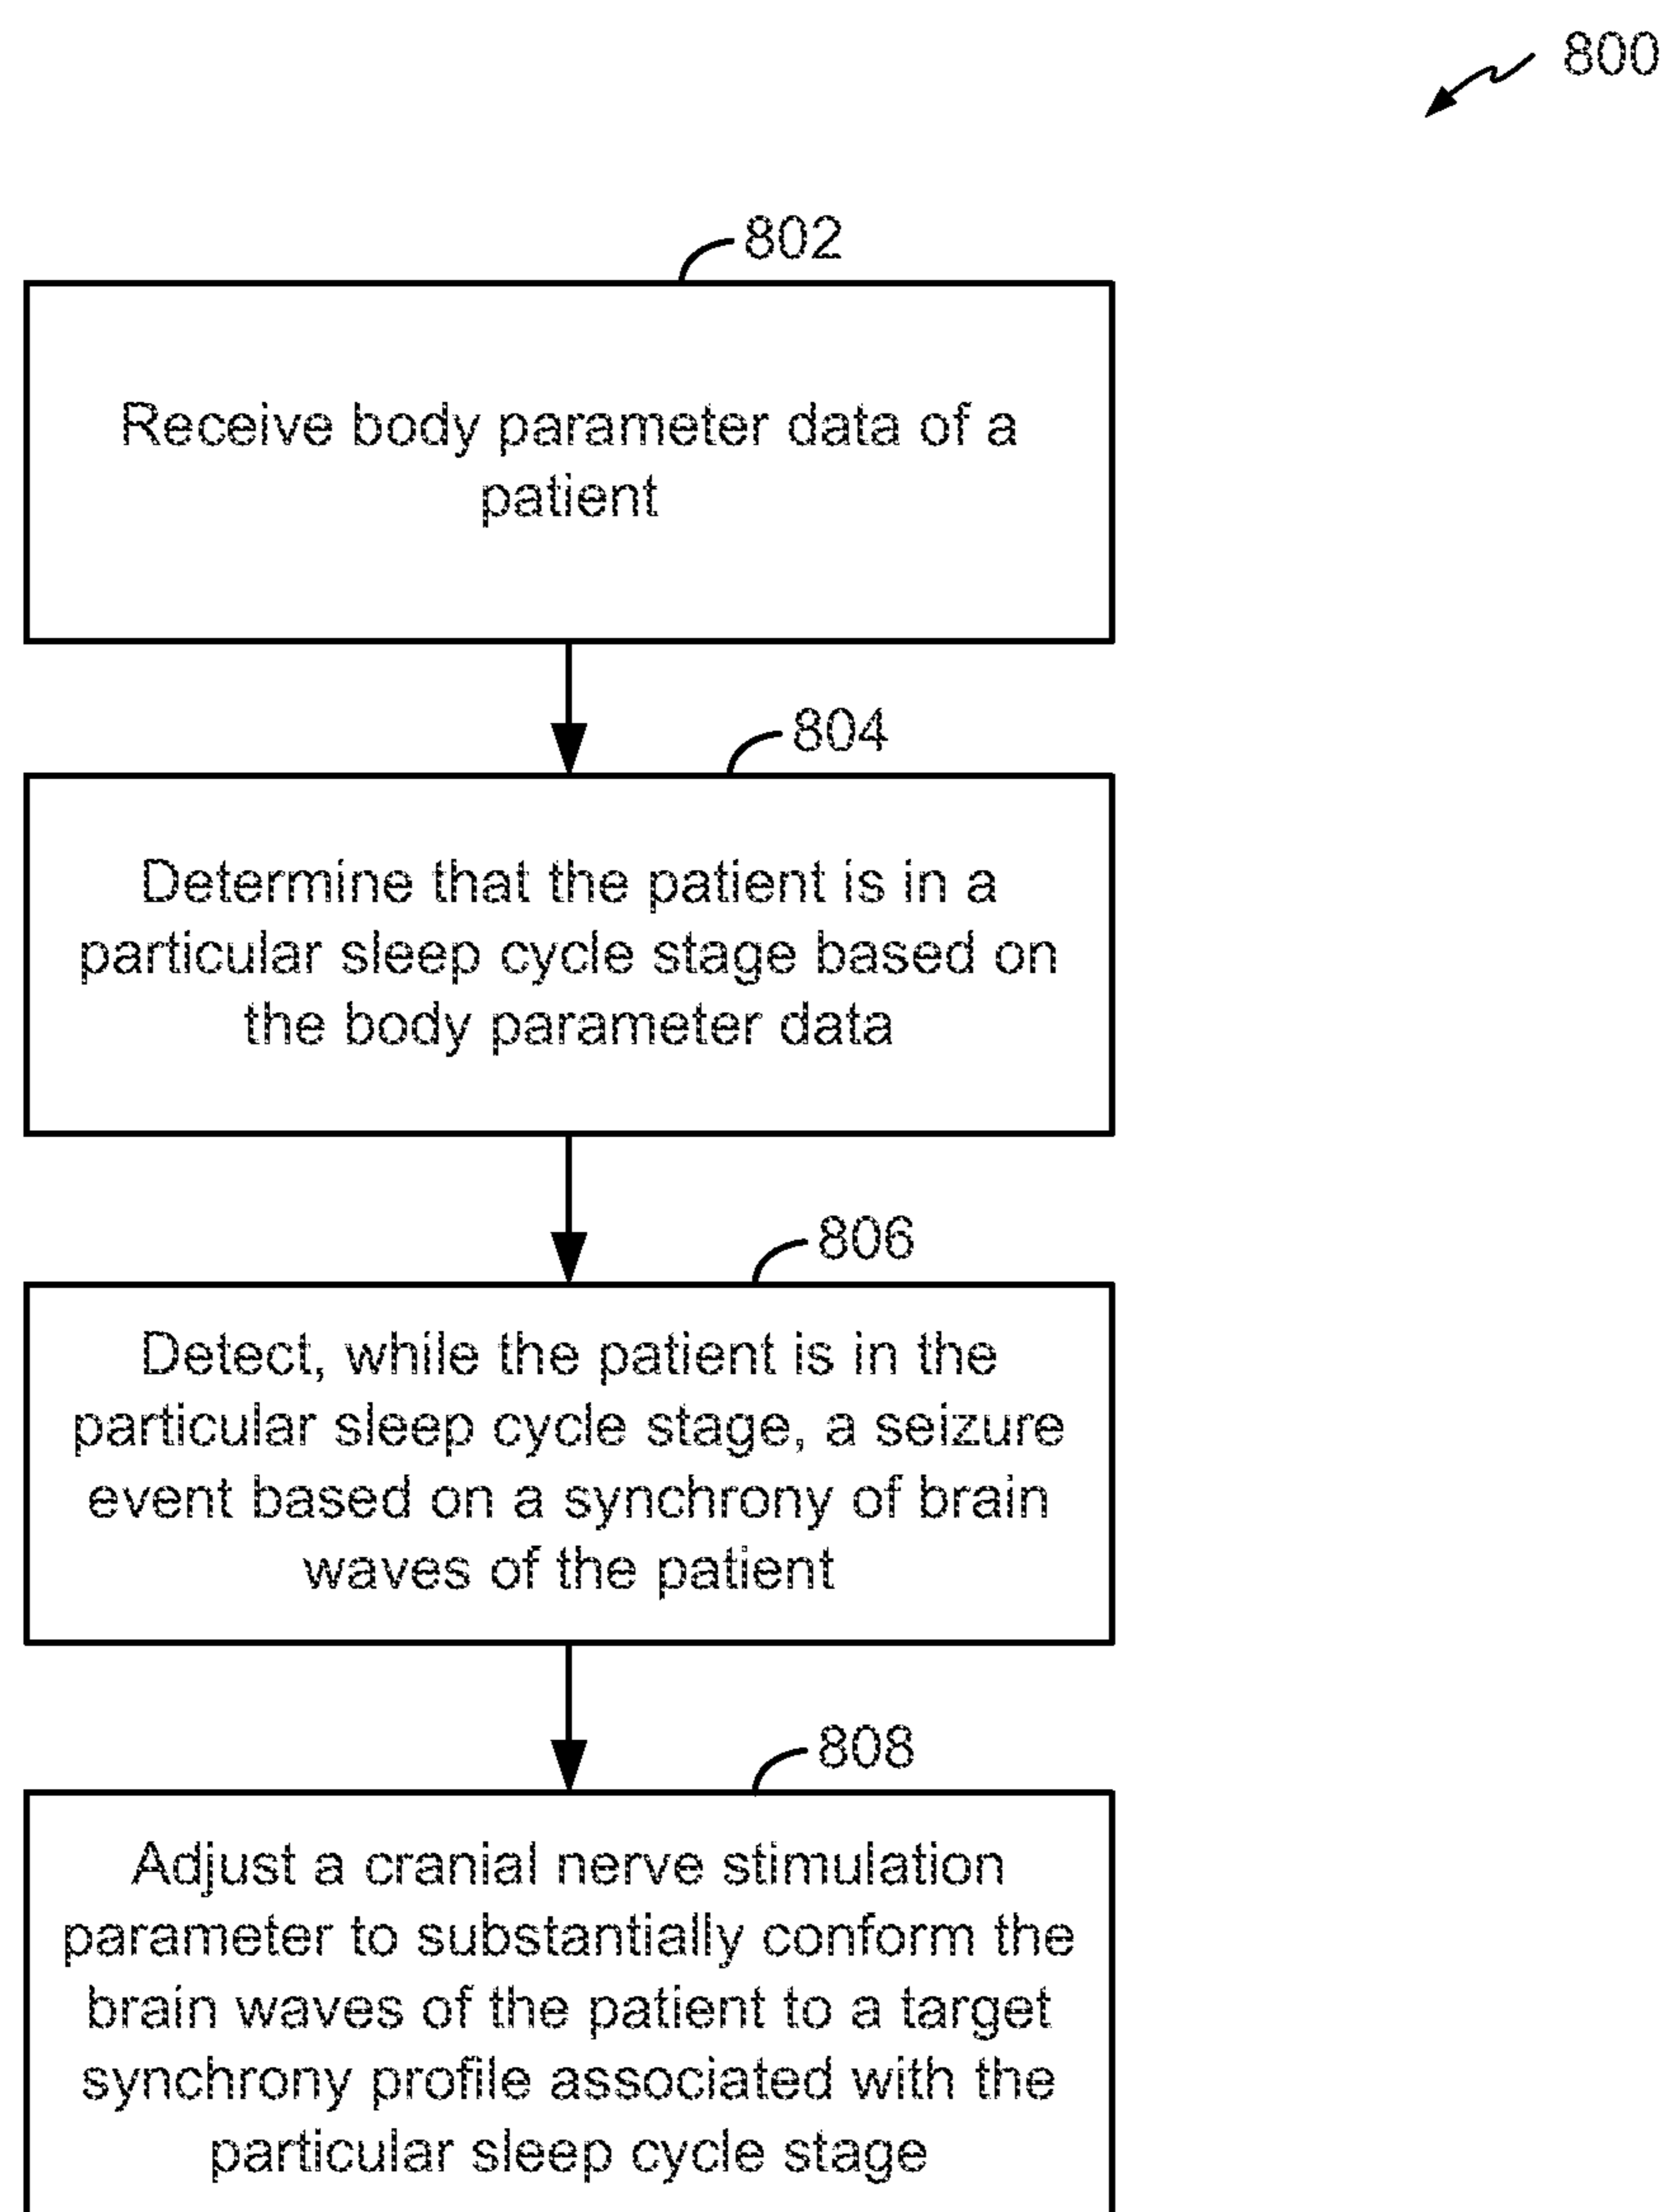 800
802
Receive body parameter data of a
patient
804
Determine that the patient is in a
particular sleep cycle stage based on
the body parameter data
806
Detect, while the patient is in the
particular sleep cycle stage, a seizure
event based on a synchrony of brain
waves of the patient
808
Adjust a cranial nerve stimulation
parameter to substantially conform the
brain waves of the patient to a target
synchrony profile associated with the
particular sleep cycle stage